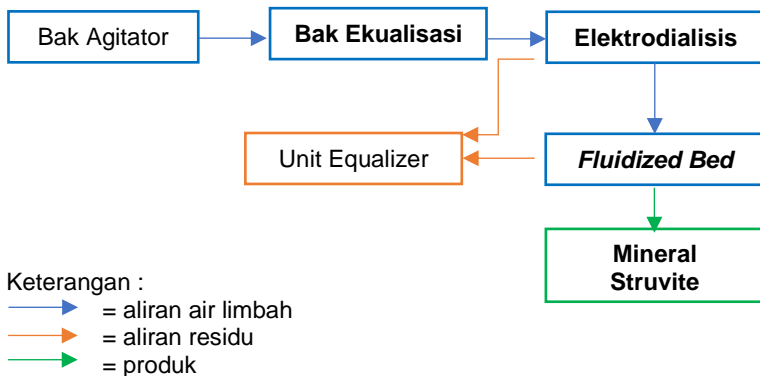 Bak Agitator
Bak Ekualisasi
Elektrodialisis
Unit Equalizer
Fluidized Bed
Mineral
Struvite
Keterangan :
= aliran air limbah
= aliran residu
= produk